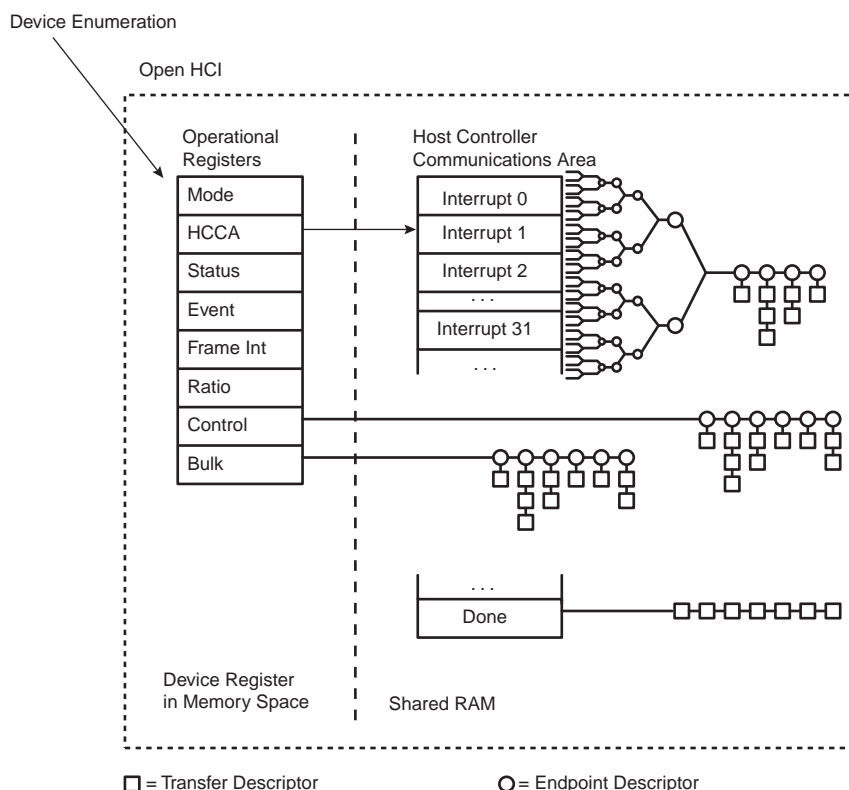 Device Enumeration
Open HCI
Operational
Registers
Mode
HCCA
Status
Event
Frame Int
Ratio
Control
Bulk
Host Controller
Communications Area
Interrupt 0
Interrupt 1
Interrupt 2
. . .
Interrupt 31
. . .
. . .
Done
Device Register
in Memory Space
Shared RAM
= Transfer Descriptor
= Endpoint Descriptor